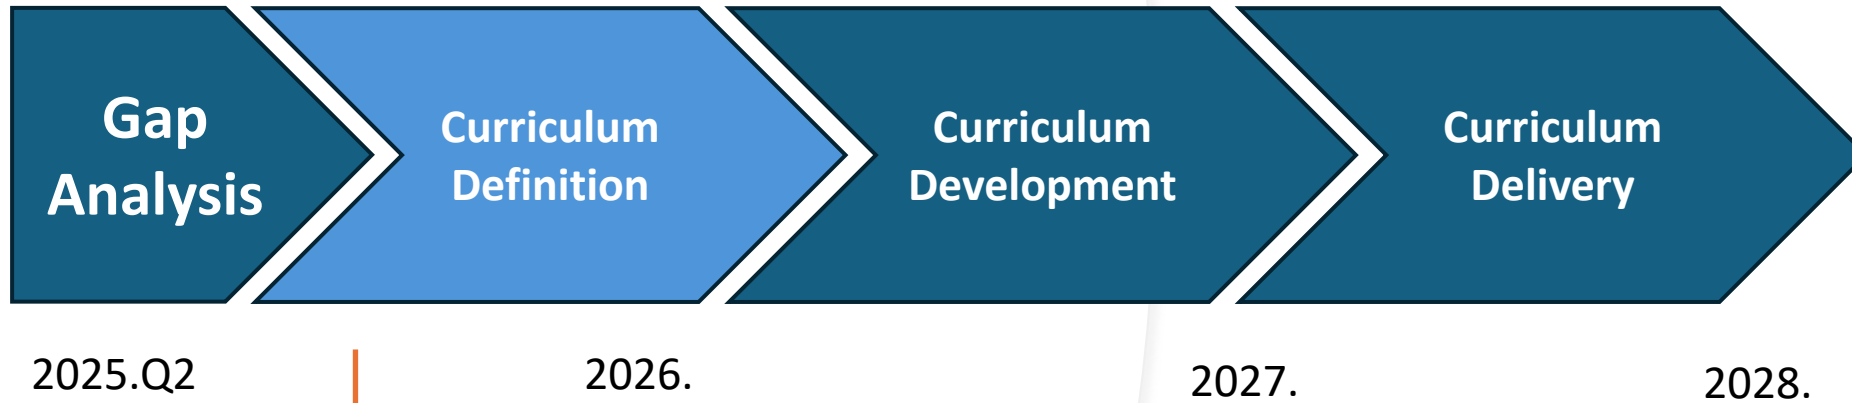 Gap
Analysis
Curriculum
Definition
Curriculum
Development
Curriculum
Delivery
2025.Q2
2026.
2027.
2028.